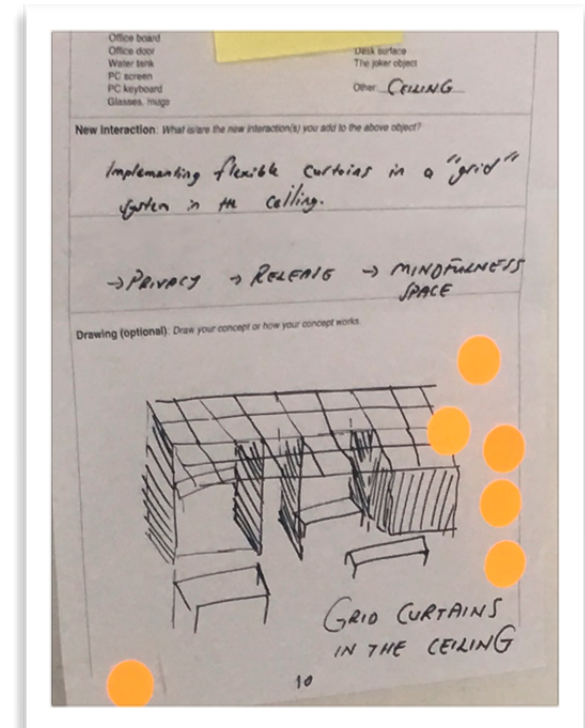 Office board
Office door
Water tank
PC screen
PC keyboard
Glasses, mugs
Desk surface
The joker object
Other: CEILING
New Interaction: What is/are the new interaction(s) you add to the above object?
Implemanting flexible curtains in a "grid"
system in the ceiling.
→ PRIVACY → RELEASE → MINDFULNESS
SPACE
Drawing (optional): Draw your concept or how your concept works.
GRID CURTAINS
IN THE CEILING
10